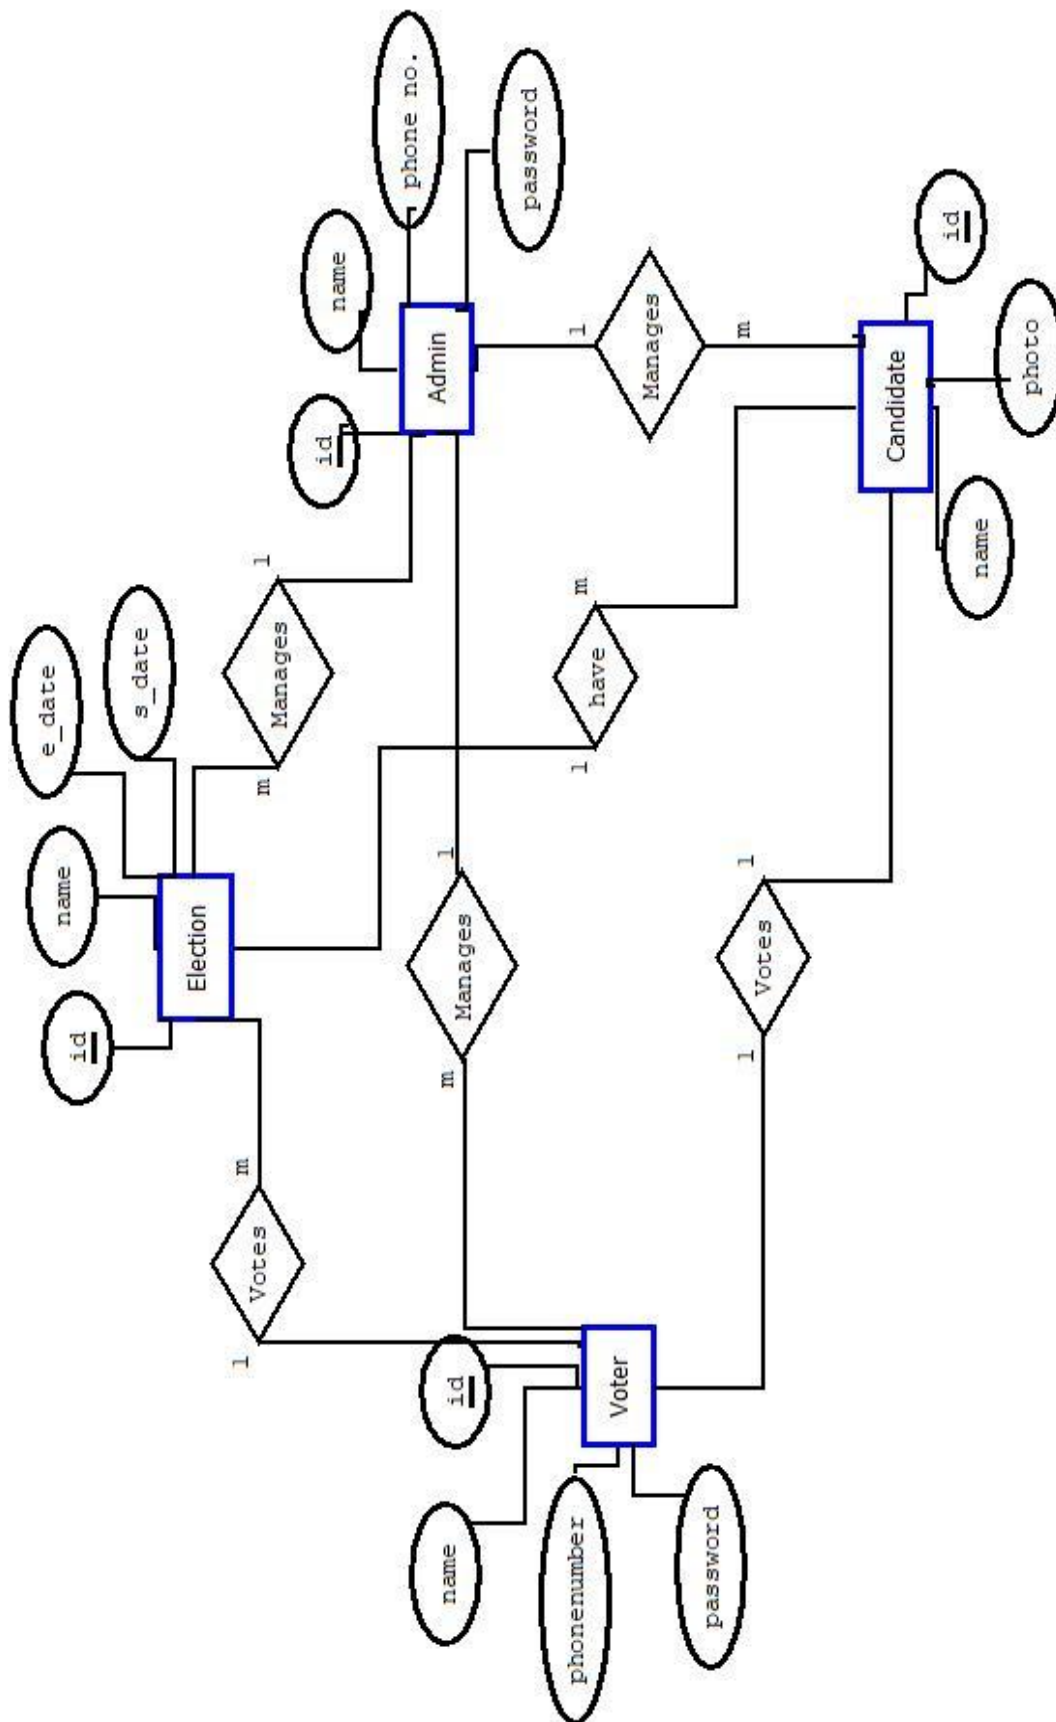 e_date
name
id
s_date
Election
1
m
Votes
m
1
Manages
id
name
phone no.
Admin
name
m
1
Manages
id
password
phonenumber
1
m
have
1
Voter
Manages
password
1
1
m
Votes
Candidate
id
name
photo